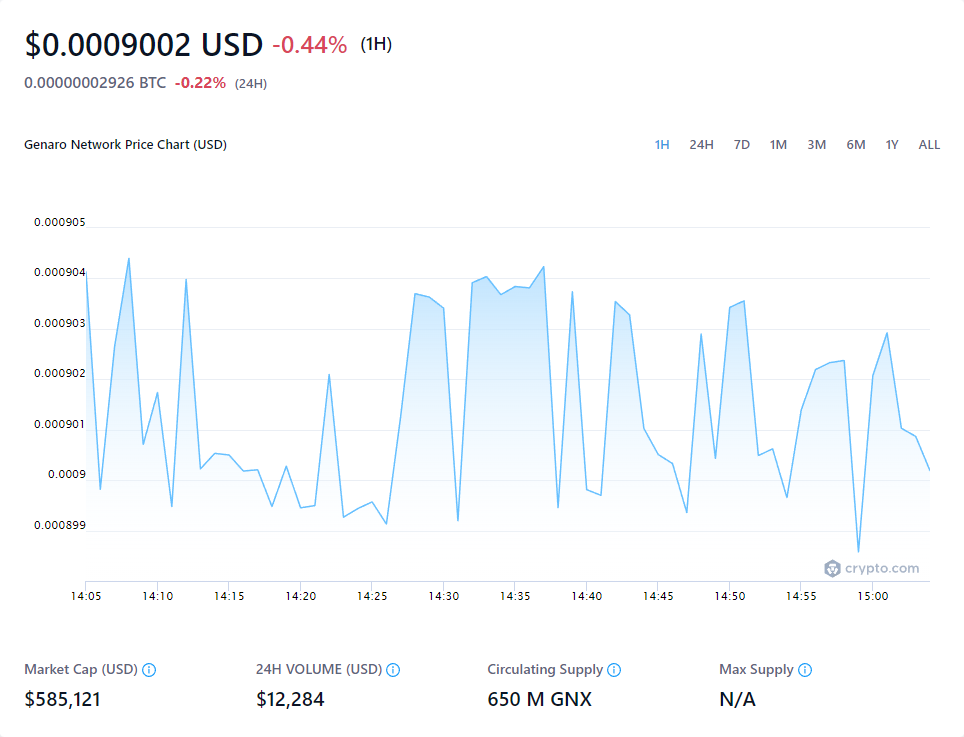 $0.0009002 USD -0.44% (1H)
0.00000002926 BTC -0.22% (24H)
Genaro Network Price Chart (USD)
1H 24H 7D 1M 3M 6M 1Y ALL
0.000905
0.000904
0.000903
0.000902
0.000901
0.0009
0.000899
crypto.com
14:05 14:10 14:15 14:20 14:25 14:30 14:35 14:40 14:45 14:50 14:55 15:00
Market Cap (USD) 24H VOLUME (USD) Circulating Supply Max Supply
$585,121 $12,284 650 M GNX N/A